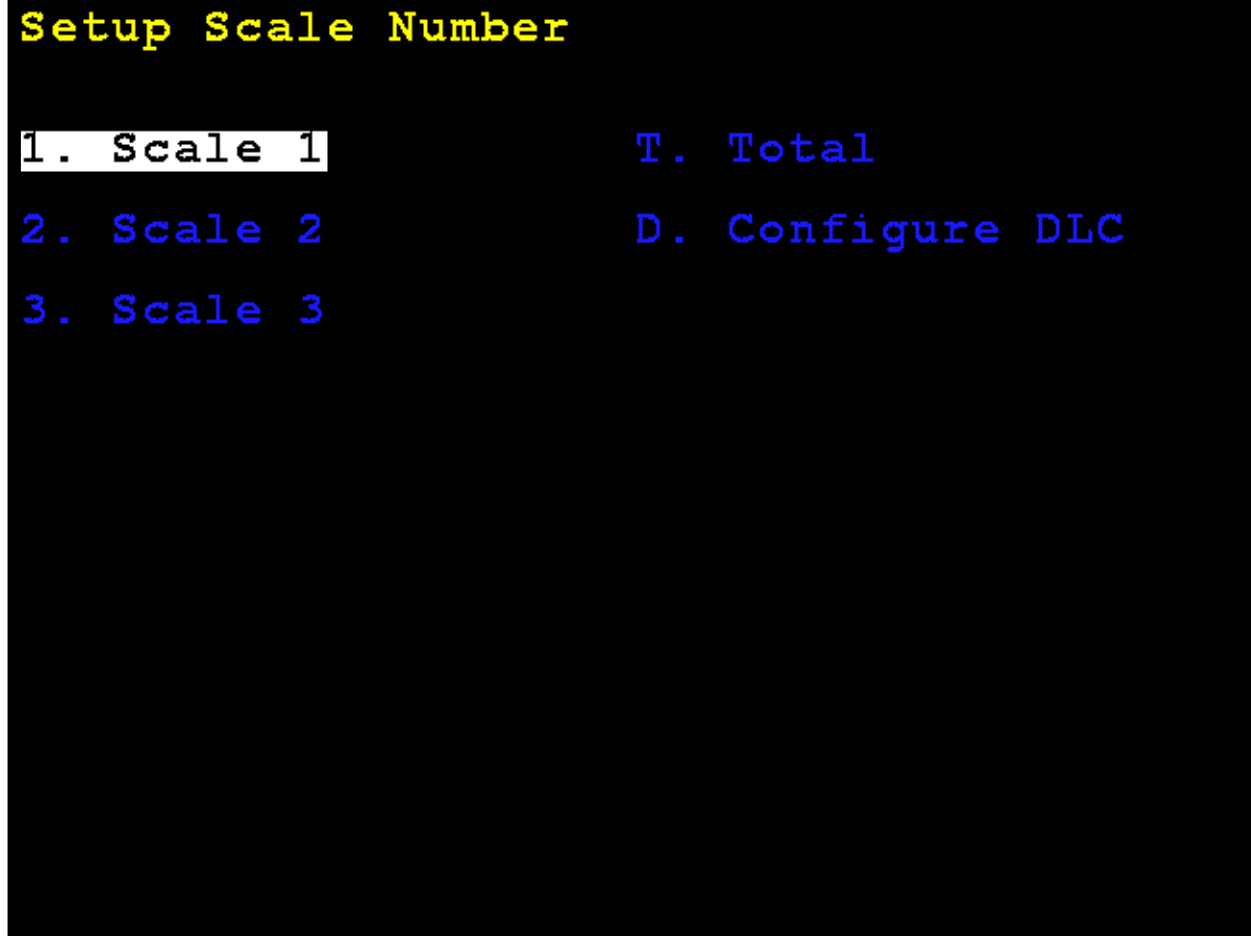 Setup Scale Number
1. Scale 1
2. Scale 2
3. Scale 3
T. Total
D. Configure DLC